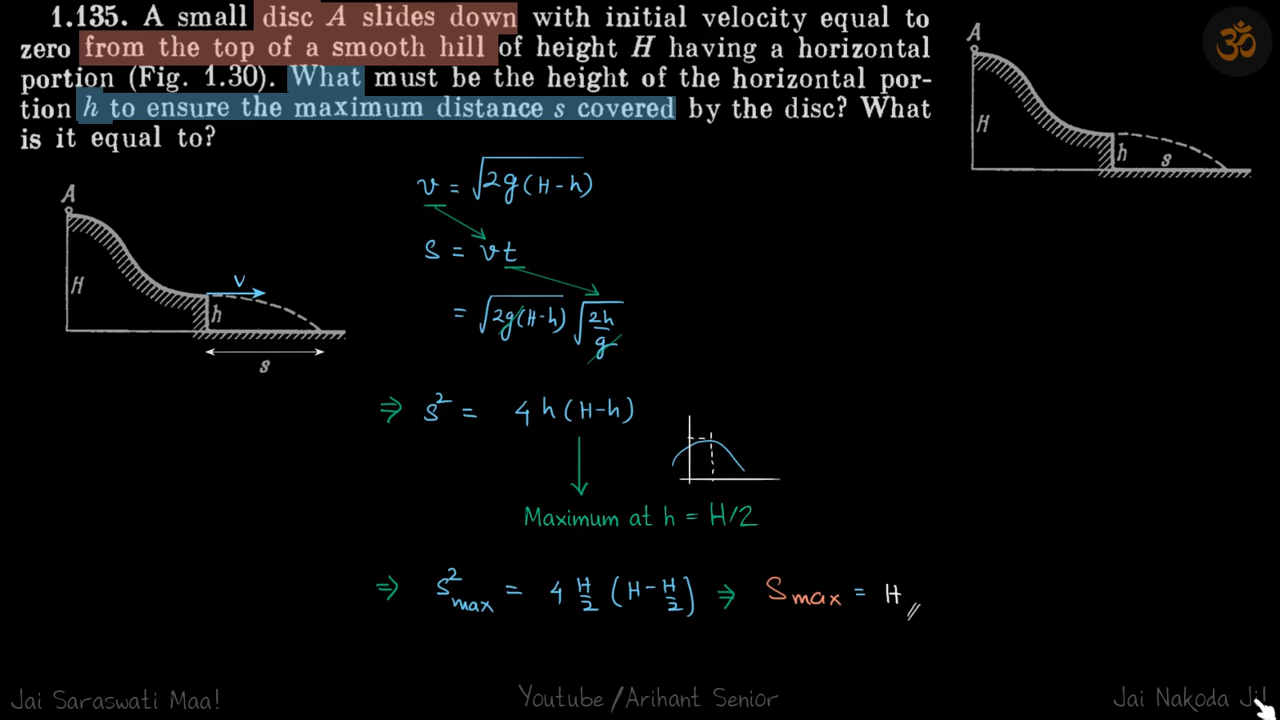 1.135. A small disc A slides down with initial velocity equal to
zero from the top of a smooth hill of height H having a horizontal
portion (Fig. 1.30). What must be the height of the horizontal por-
tion h to ensure the maximum distance s covered by the disc? What
is it equal to?
A
H
h
s
ॐ
A
H
v
h
s
v = √2g(H-h)
S = vt
= √2g(H-h) √2h/g
⇒ s² = 4h(H-h)
Maximum at h = H/2
⇒ S²max = 4 H/2 (H-H/2) ⇒ Smax = H
Jai Saraswati Maa!
Youtube/Arihant Senior
Jai Nakoda Ji!